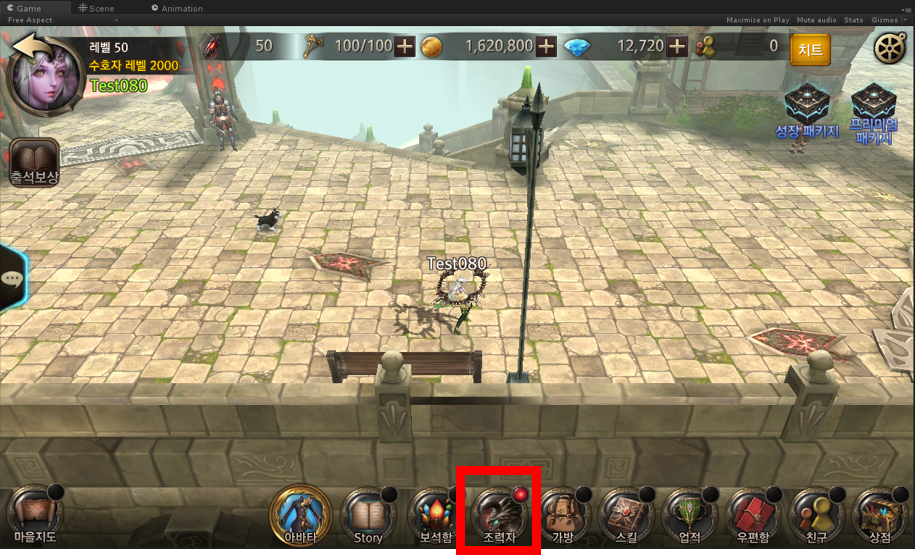 Game
Scene
Animation
Free Aspect
Maximize on Play
Mute audio
Stats
Gizmos
레벨 50
수호자 레벨 2000
Test080
50
100/100
1,620,800
12,720
0
치트
성장 패키지
프리미엄
패키지
출석보상
Test080
마을지도
아바타
Story
보석함
조력자
가방
스킬
업적
우편함
친구
상점